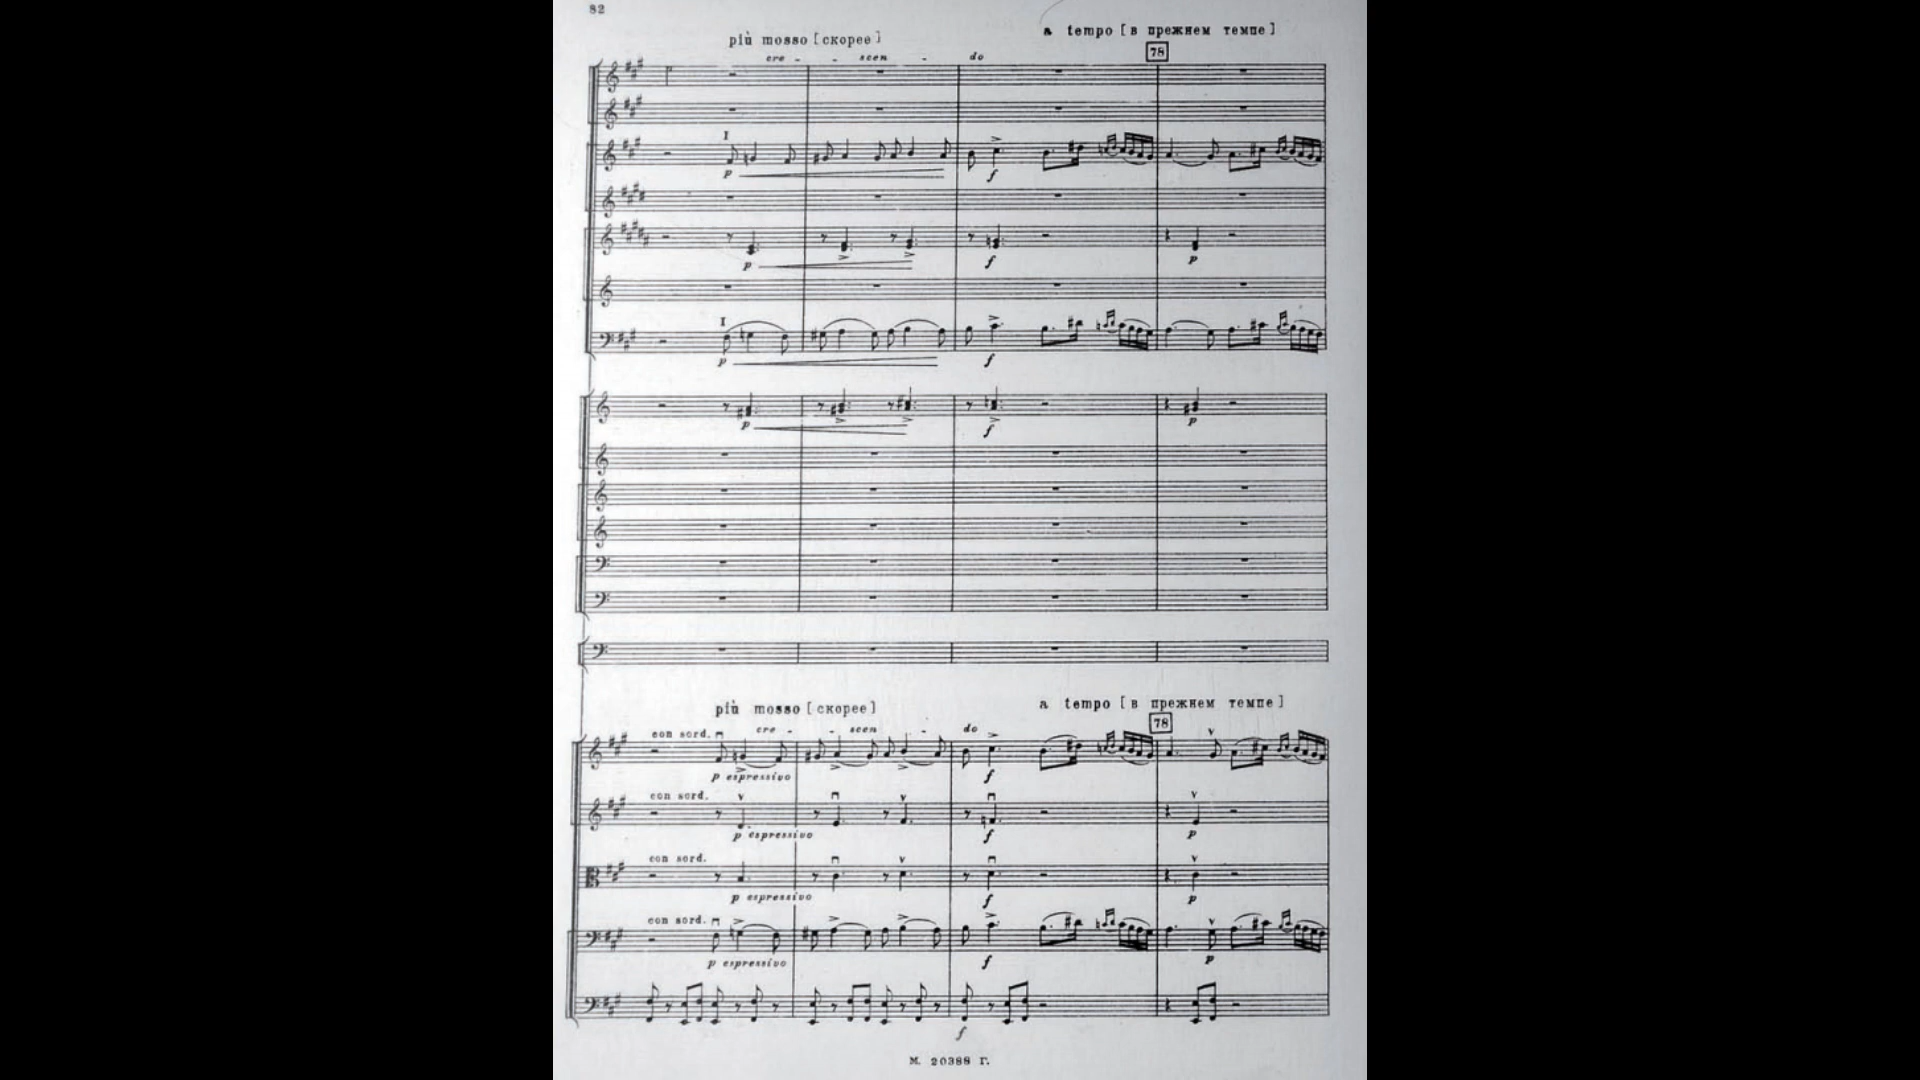 82
più mosso [скорее] a tempo [в прежнем темпе]
78
cre - scen - do
I
p f
p f p
I
p f
p f p
più mosso [скорее] a tempo [в прежнем темпе]
78
con sord. cre - scen - do
p espressivo f
con sord.
p espressivo f p
con sord.
p espressivo f p
con sord.
p espressivo f p
f
М. 20388 Г.